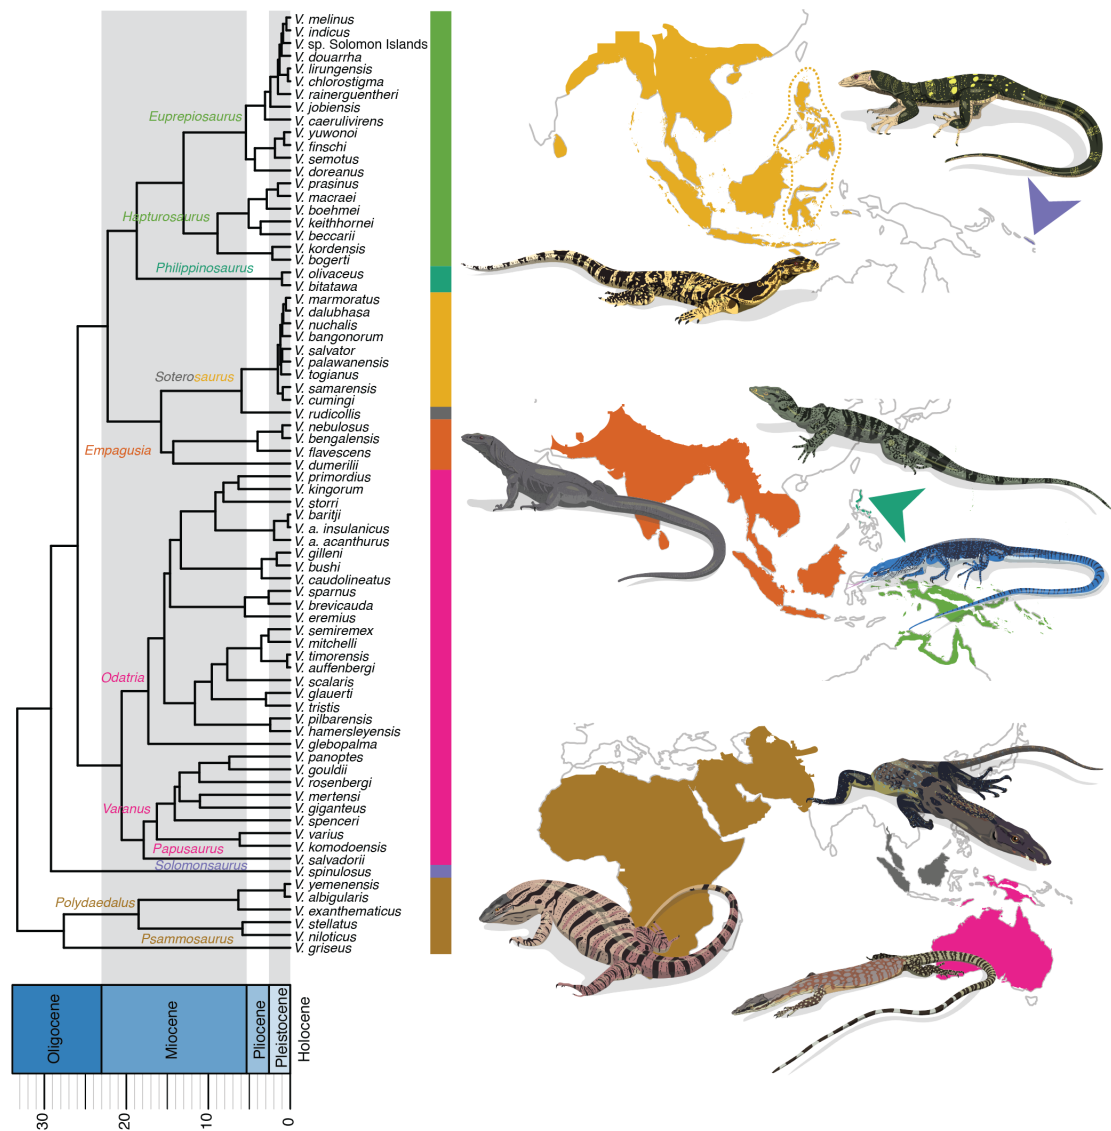 V. melinus
V. indicus
V. sp. Solomon Islands
V. douarrha
V. lirungensis
V. chlorostigma
V. rainerguentheri
V. jobiensis
Euprepiosaurus
V. caerulivirens
V. yuwonoi
V. finschi
V. semotus
V. doreanus
V. prasinus
V. macraei
V. boehmei
Hapturosaurus
V. keithhornei
V. beccarii
V. kordensis
V. bogerti
Philippinosaurus
V. olivaceus
V. bitatawa
V. marmoratus
V. dalubhasa
V. nuchalis
V. bangonorum
V. salvator
V. palawanensis
V. togianus
Soterosaurus
V. samarensis
V. cumingi
V. rudicollis
V. nebulosus
V. bengalensis
Empagusia
V. flavescens
V. dumerilii
V. primordius
V. kingorum
V. storri
V. baritji
V. a. insulanicus
V. a. acanthurus
V. gilleni
V. bushi
V. caudolineatus
V. sparnus
V. brevicauda
V. eremius
V. semiremex
V. mitchelli
V. timorensis
V. auffenbergi
Odatria
V. scalaris
V. glauerti
V. tristis
V. pilbarensis
V. hamersleyensis
V. glebopalma
V. panoptes
V. gouldii
V. rosenbergi
V. mertensi
Varanus
V. giganteus
V. spenceri
V. varius
Papusaurus
V. komodoensis
V. salvadorii
Solomonsaurus
V. spinulosus
V. yemenensis
V. albigularis
Polydaedalus
V. exanthematicus
V. stellatus
Psammosaurus
V. niloticus
V. griseus
Oligocene
Miocene
Pliocene
Pleistocene
Holocene
30
20
10
0